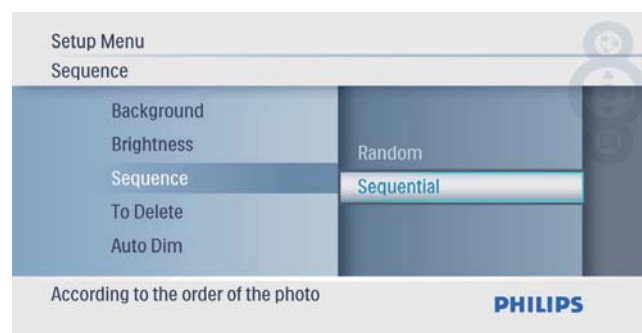 Setup Menu
Sequence
Background
Brightness
Sequence
To Delete
Auto Dim
Random
Sequential
According to the order of the photo
PHILIPS